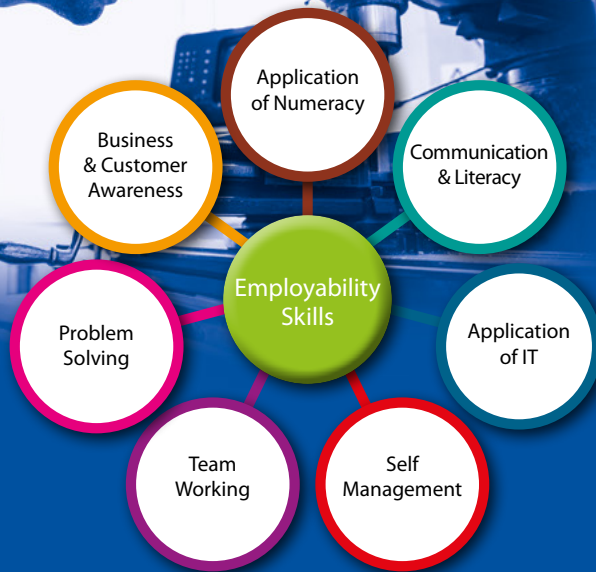 Application
of Numeracy
Business
& Customer
Awareness
Communication
& Literacy
Employability
Skills
Problem
Solving
Application
of IT
Team
Working
Self
Management